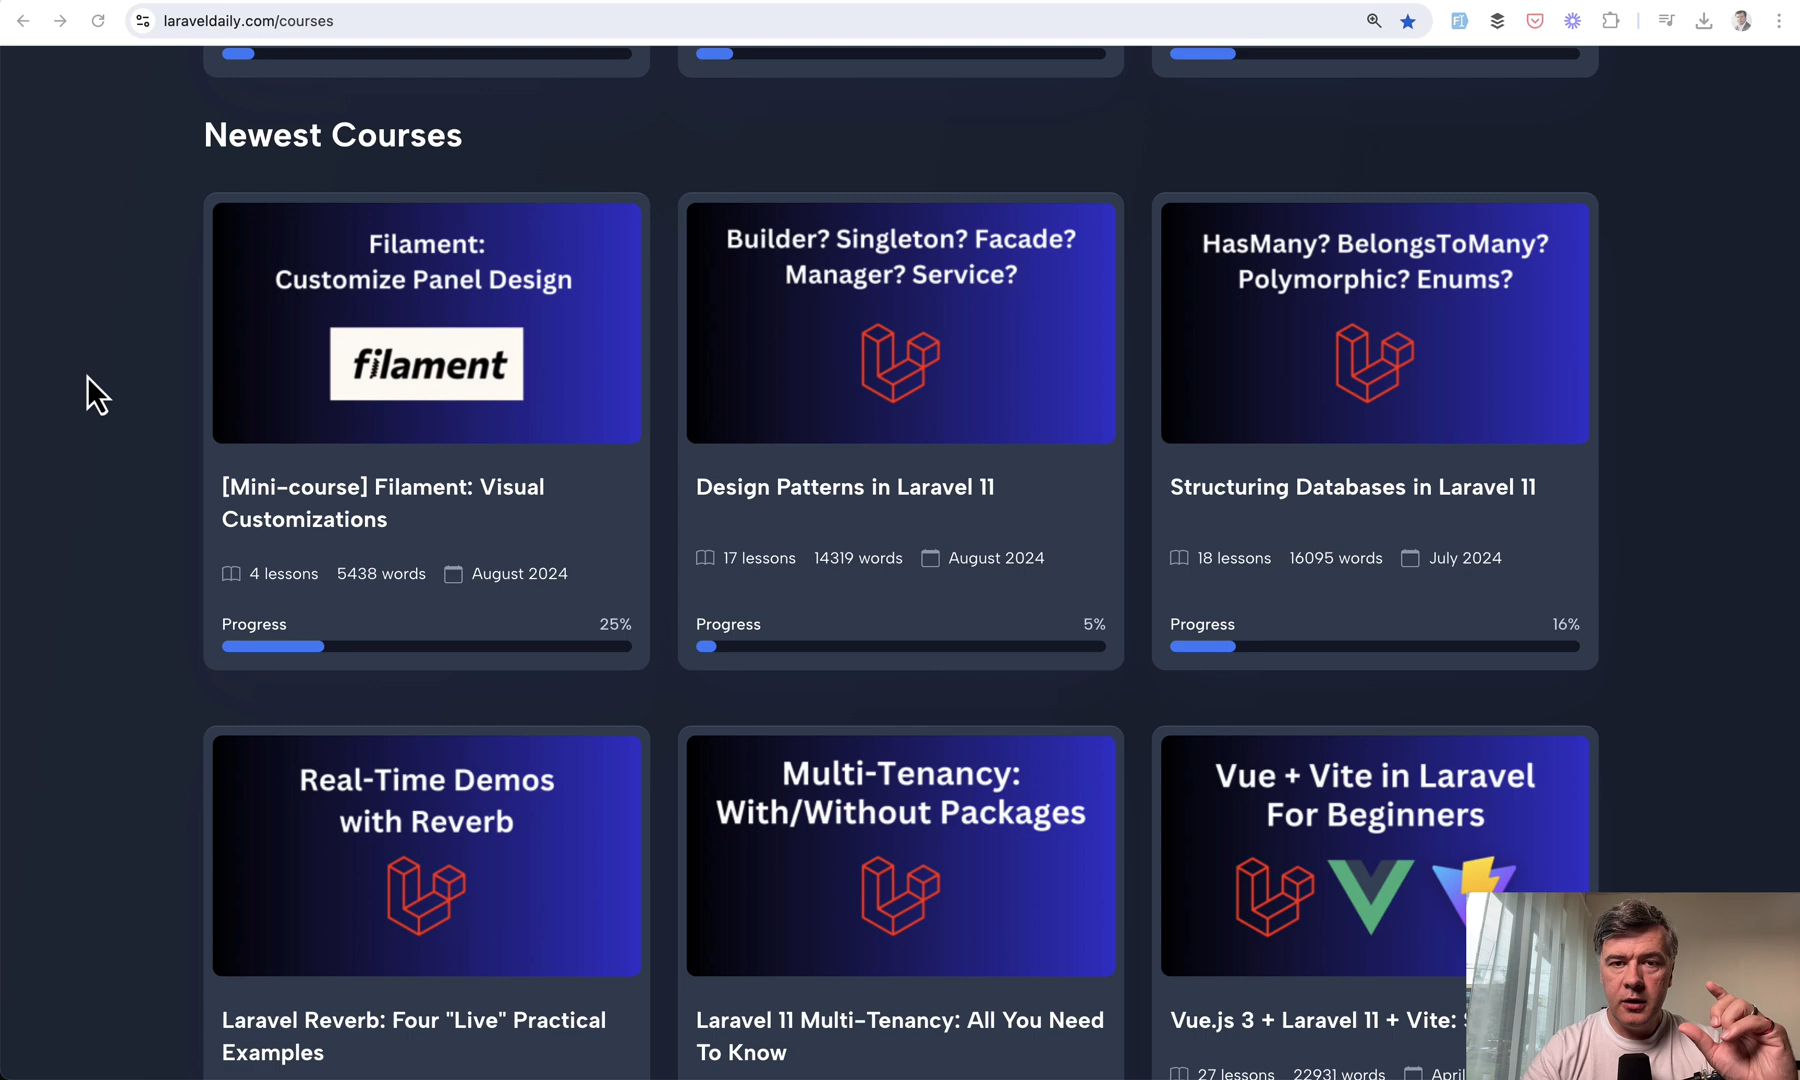 laraveldaily.com/courses
Newest Courses
Filament:
Customize Panel Design
filament
[Mini-course] Filament: Visual
Customizations
4 lessons 5438 words August 2024
Progress 25%
Builder? Singleton? Facade?
Manager? Service?
Design Patterns in Laravel 11
17 lessons 14319 words August 2024
Progress 5%
HasMany? BelongsToMany?
Polymorphic? Enums?
Structuring Databases in Laravel 11
18 lessons 16095 words July 2024
Progress 16%
Real-Time Demos
with Reverb
Laravel Reverb: Four "Live" Practical
Examples
Multi-Tenancy:
With/Without Packages
Laravel 11 Multi-Tenancy: All You Need
To Know
Vue + Vite in Laravel
For Beginners
Vue.js 3 + Laravel 11 + Vite:
27 lessons 22931 words